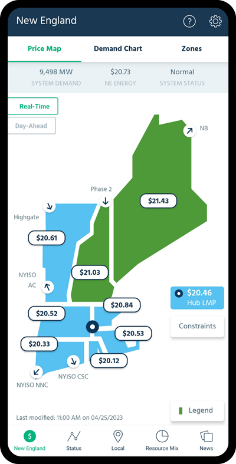 New England
Price Map
Demand Chart
Zones
9,498 MW
$20.73
Normal
SYSTEM DEMAND
NE ENERGY
SYSTEM STATUS
Real-Time
Day-Ahead
NB
Phase 2
$21.43
Highgate
$20.61
NYISO
AC
$21.03
$20.46
Hub LMP
$20.84
$20.52
Constraints
$20.53
$20.33
$20.12
NYISO CSC
NYISO NNC
Legend
Last modified: 11:00 AM on 04/25/2023
$
New England
Status
Local
Resource Mix
News